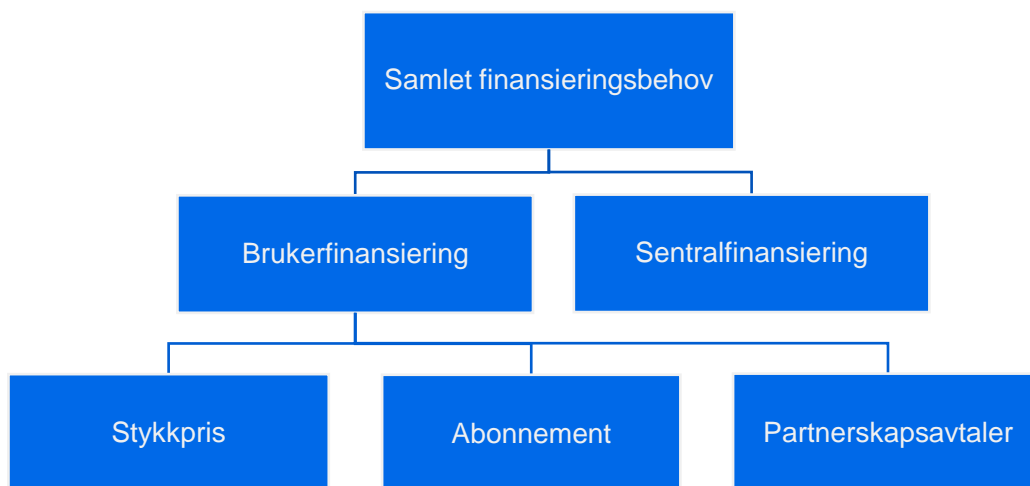 Samlet finansieringsbehov
Brukerfinansiering
Sentralfinansiering
Stykkpris
Abonnement
Partnerskapsavtaler